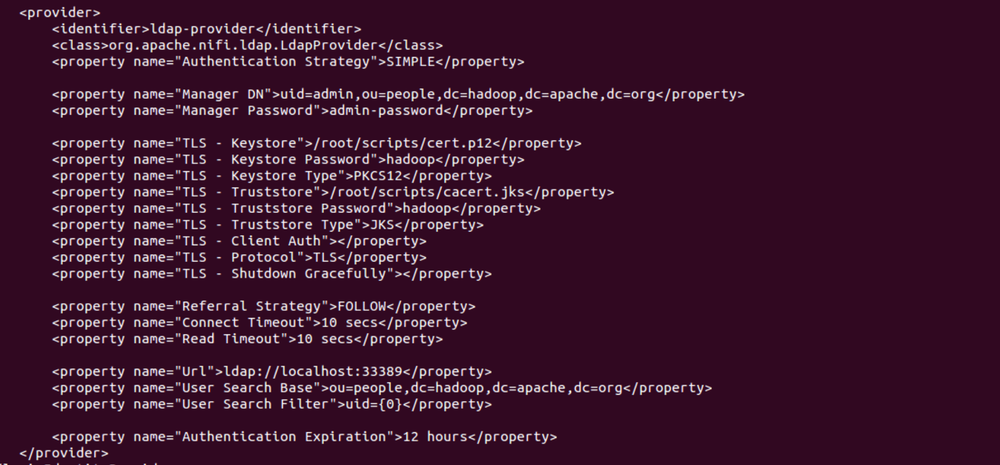 <provider>
<identifier>ldap-provider</identifier>
<class>org.apache.nifi.ldap.LdapProvider</class>
<property name="Authentication Strategy">SIMPLE</property>
<property name="Manager DN">uid=admin,ou=people,dc=hadoop,dc=apache,dc=org</property>
<property name="Manager Password">admin-password</property>
<property name="TLS - Keystore">/root/scripts/cert.p12</property>
<property name="TLS - Keystore Password">hadoop</property>
<property name="TLS - Keystore Type">PKCS12</property>
<property name="TLS - Truststore">/root/scripts/cacert.jks</property>
<property name="TLS - Truststore Password">hadoop</property>
<property name="TLS - Truststore Type">JKS</property>
<property name="TLS - Client Auth"></property>
<property name="TLS - Protocol">TLS</property>
<property name="TLS - Shutdown Gracefully"></property>
<property name="Referral Strategy">FOLLOW</property>
<property name="Connect Timeout">10 secs</property>
<property name="Read Timeout">10 secs</property>
<property name="Url">ldap://localhost:33389</property>
<property name="User Search Base">ou=people,dc=hadoop,dc=apache,dc=org</property>
<property name="User Search Filter">uid={0}</property>
<property name="Authentication Expiration">12 hours</property>
</provider>